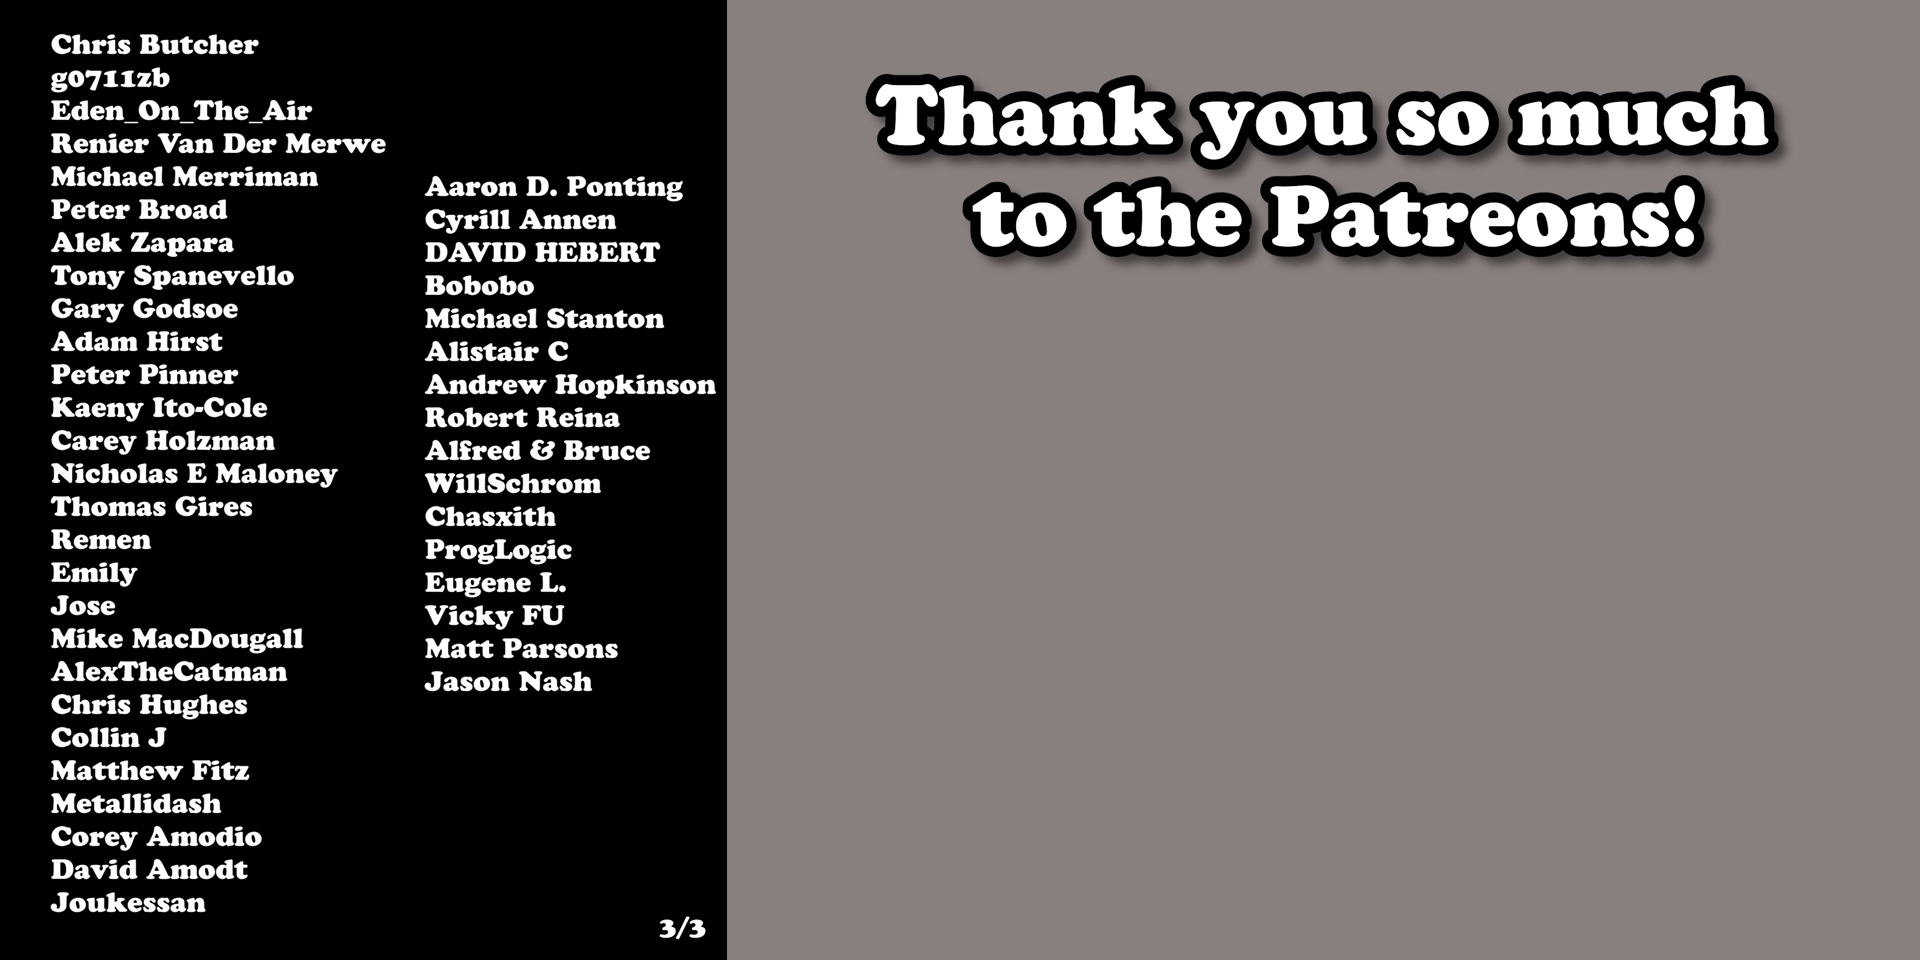 Chris Butcher
g0711zb
Eden_On_The_Air
Renier Van Der Merwe
Michael Merriman
Peter Broad
Alek Zapara
Tony Spanevello
Gary Godsoe
Adam Hirst
Peter Pinner
Kaeny Ito-Cole
Carey Holzman
Nicholas E Maloney
Thomas Gires
Remen
Emily
Jose
Mike MacDougall
AlexTheCatman
Chris Hughes
Collin J
Matthew Fitz
Metallidash
Corey Amodio
David Amodt
Joukessan
Aaron D. Ponting
Cyrill Annen
DAVID HEBERT
Bobobo
Michael Stanton
Alistair C
Andrew Hopkinson
Robert Reina
Alfred & Bruce
WillSchrom
Chasxith
ProgLogic
Eugene L.
Vicky FU
Matt Parsons
Jason Nash
3/3
Thank you so much
to the Patreons!